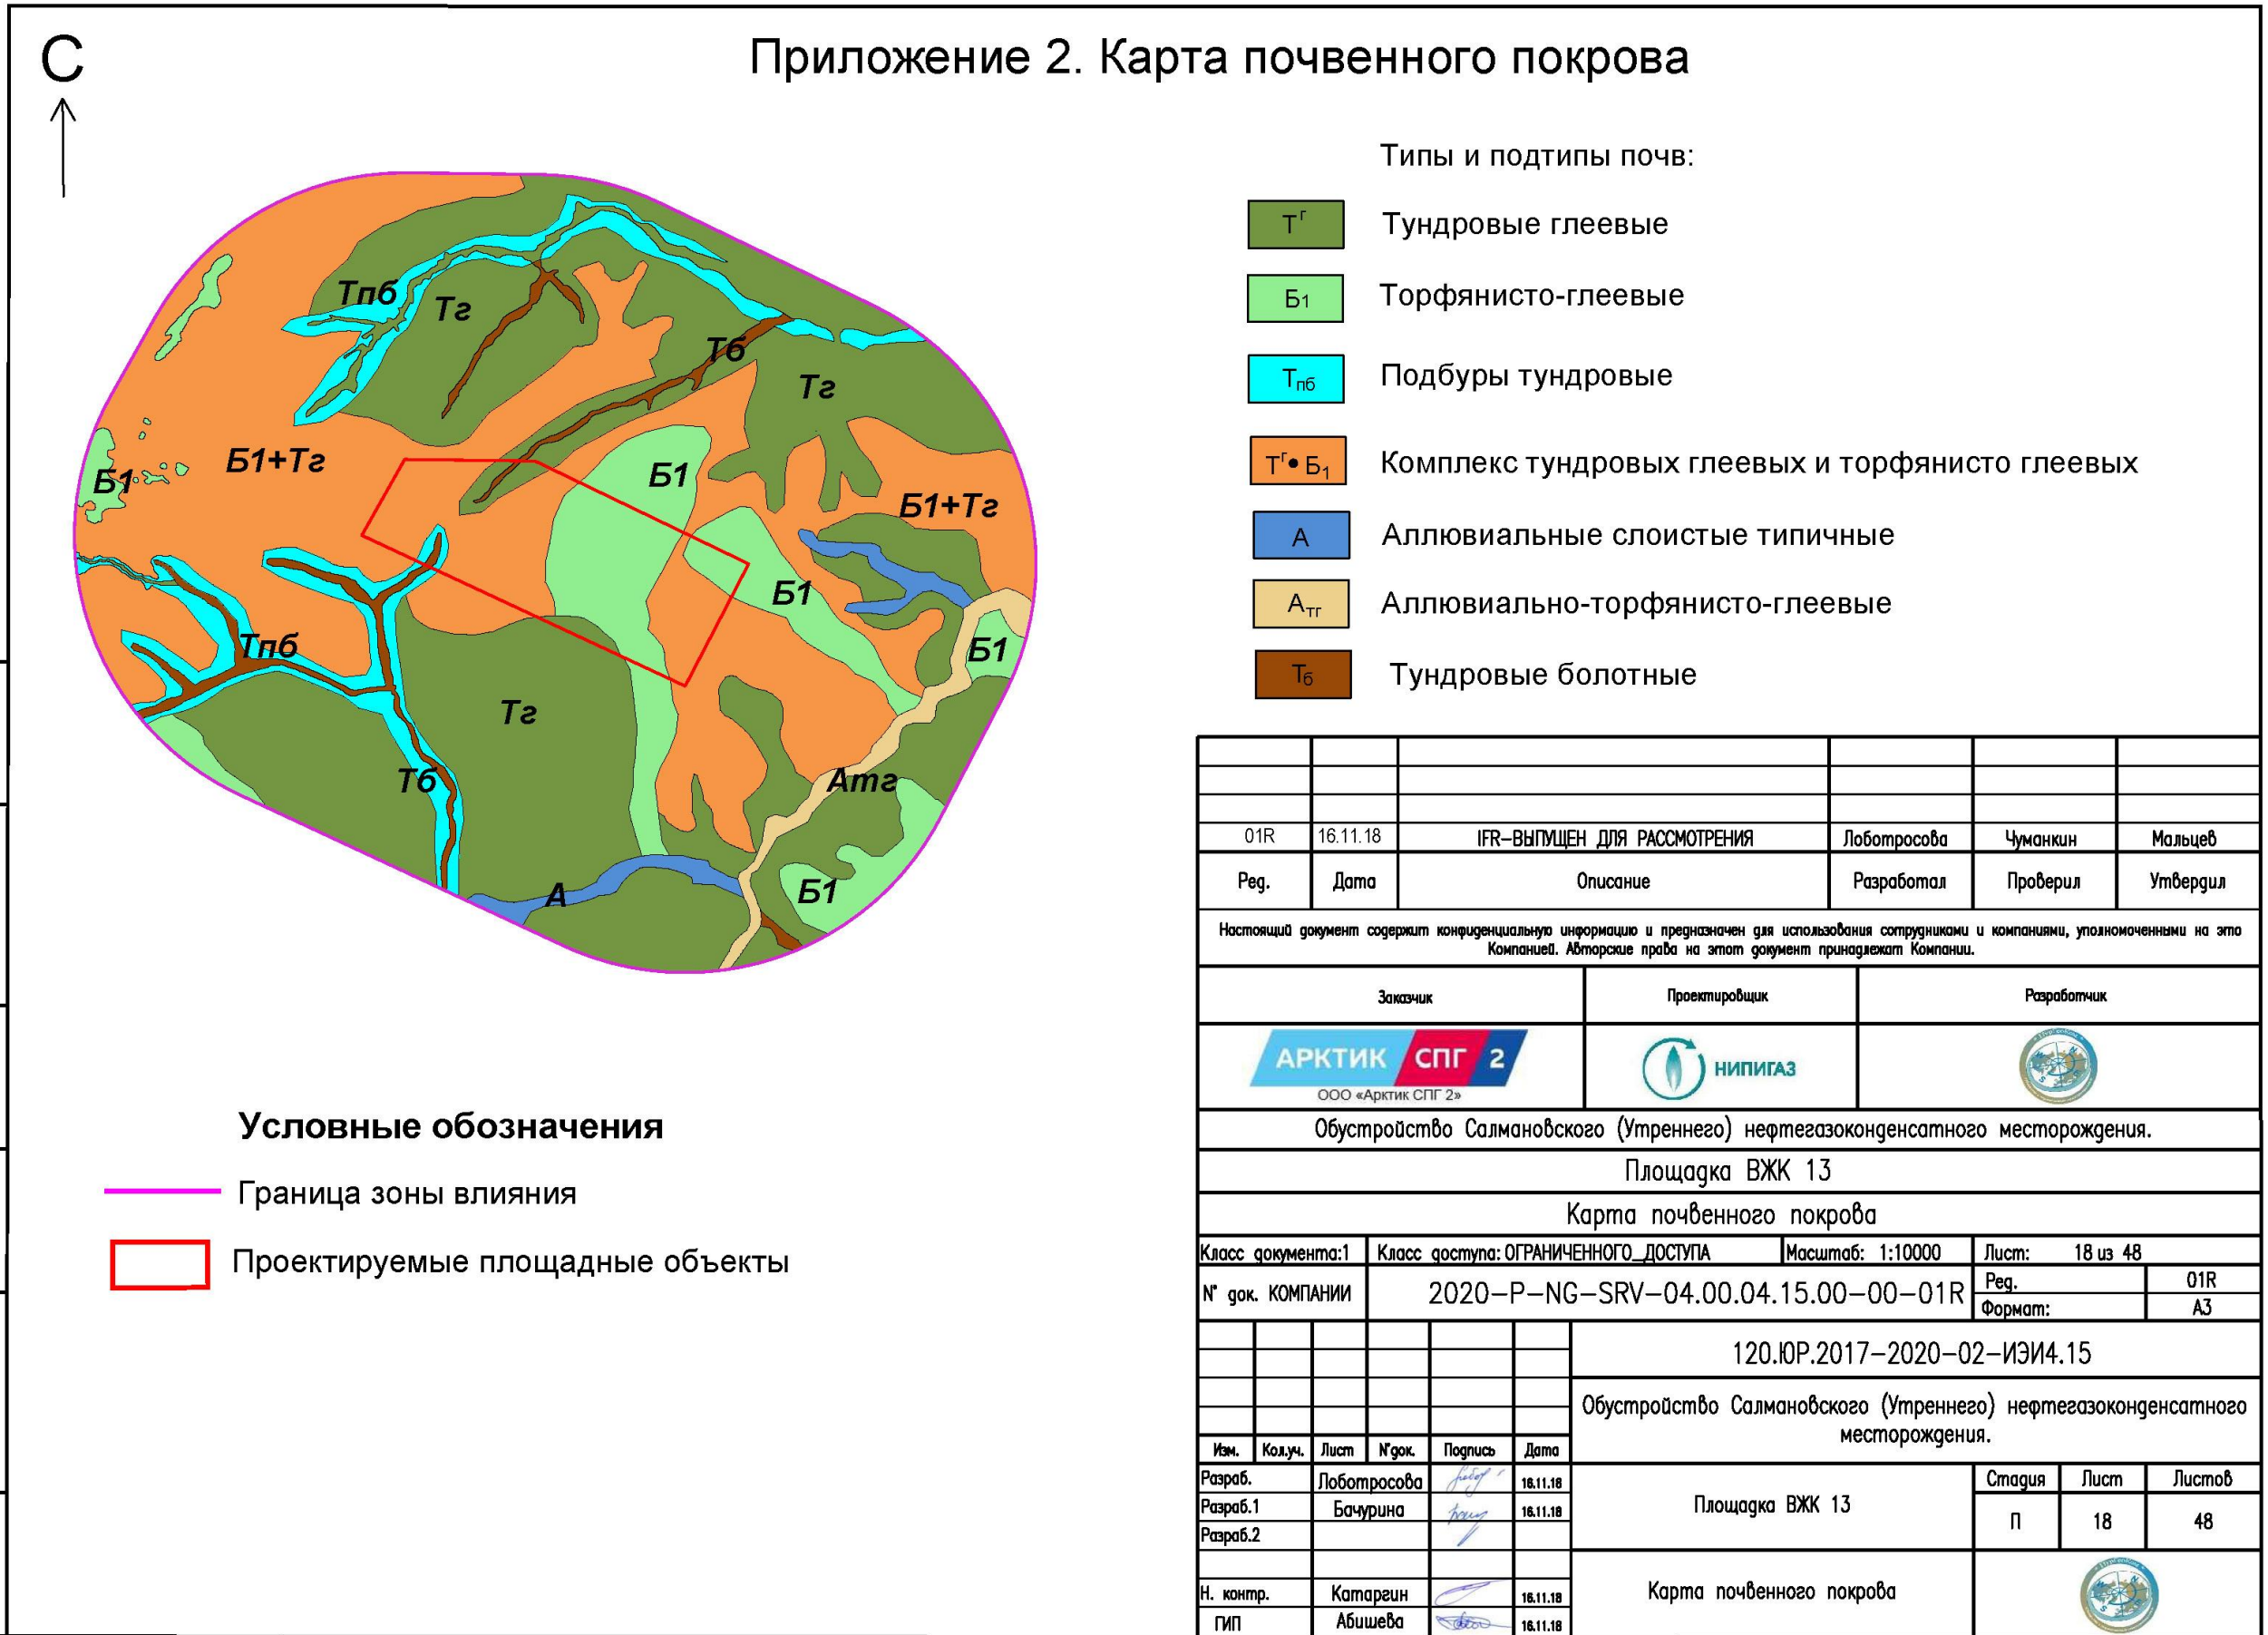 С
Приложение 2. Карта почвенного покрова
Типы и подтипы почв:
Тг Тундровые глеевые
Б1 Торфянисто-глеевые
Тпб Подбуры тундровые
Тг•Б1 Комплекс тундровых глеевых и торфянисто глеевых
А Аллювиальные слоистые типичные
Атг Аллювиально-торфянисто-глеевые
Тб Тундровые болотные
Тпб
Тг
Тб
Тг
Б1+Тг
Б1
Б1
Б1+Тг
Б1
Тпб
Б1
Тг
Тб
Атг
А
Б1
Условные обозначения
Граница зоны влияния
Проектируемые площадные объекты
01R 16.11.18 IFR-ВЫПУЩЕН ДЛЯ РАССМОТРЕНИЯ Лоботросова Чуманкин Мальцев
Ред. Дата Описание Разработал Проверил Утвердил
Настоящий документ содержит конфиденциальную информацию и предназначен для использования сотрудниками и компаниями, уполномоченными на это
Компанией. Авторские права на этот документ принадлежат Компании.
Заказчик Проектировщик Разработчик
АРКТИК СПГ 2
НИПИГАЗ
ООО «Арктик СПГ 2»
Обустройство Салмановского (Утреннего) нефтегазоконденсатного месторождения.
Площадка ВЖК 13
Карта почвенного покрова
Класс документа:1 Класс доступа: ОГРАНИЧЕННОГО_ДОСТУПА Масштаб: 1:10000 Лист: 18 из 48
N° док. КОМПАНИИ 2020-P-NG-SRV-04.00.04.15.00-00-01R Ред. 01R
Формат: А3
120.ЮР.2017-2020-02-ИЭИ4.15
Обустройство Салмановского (Утреннего) нефтегазоконденсатного
месторождения.
Изм. Кол.уч. Лист N°док. Подпись Дата
Разраб. Лоботросова 16.11.18
Разраб.1 Бачурина 16.11.18
Разраб.2
Площадка ВЖК 13
Стадия Лист Листов
П 18 48
Н. контр. Катаргин 16.11.18
ГИП Абишева 16.11.18
Карта почвенного покрова